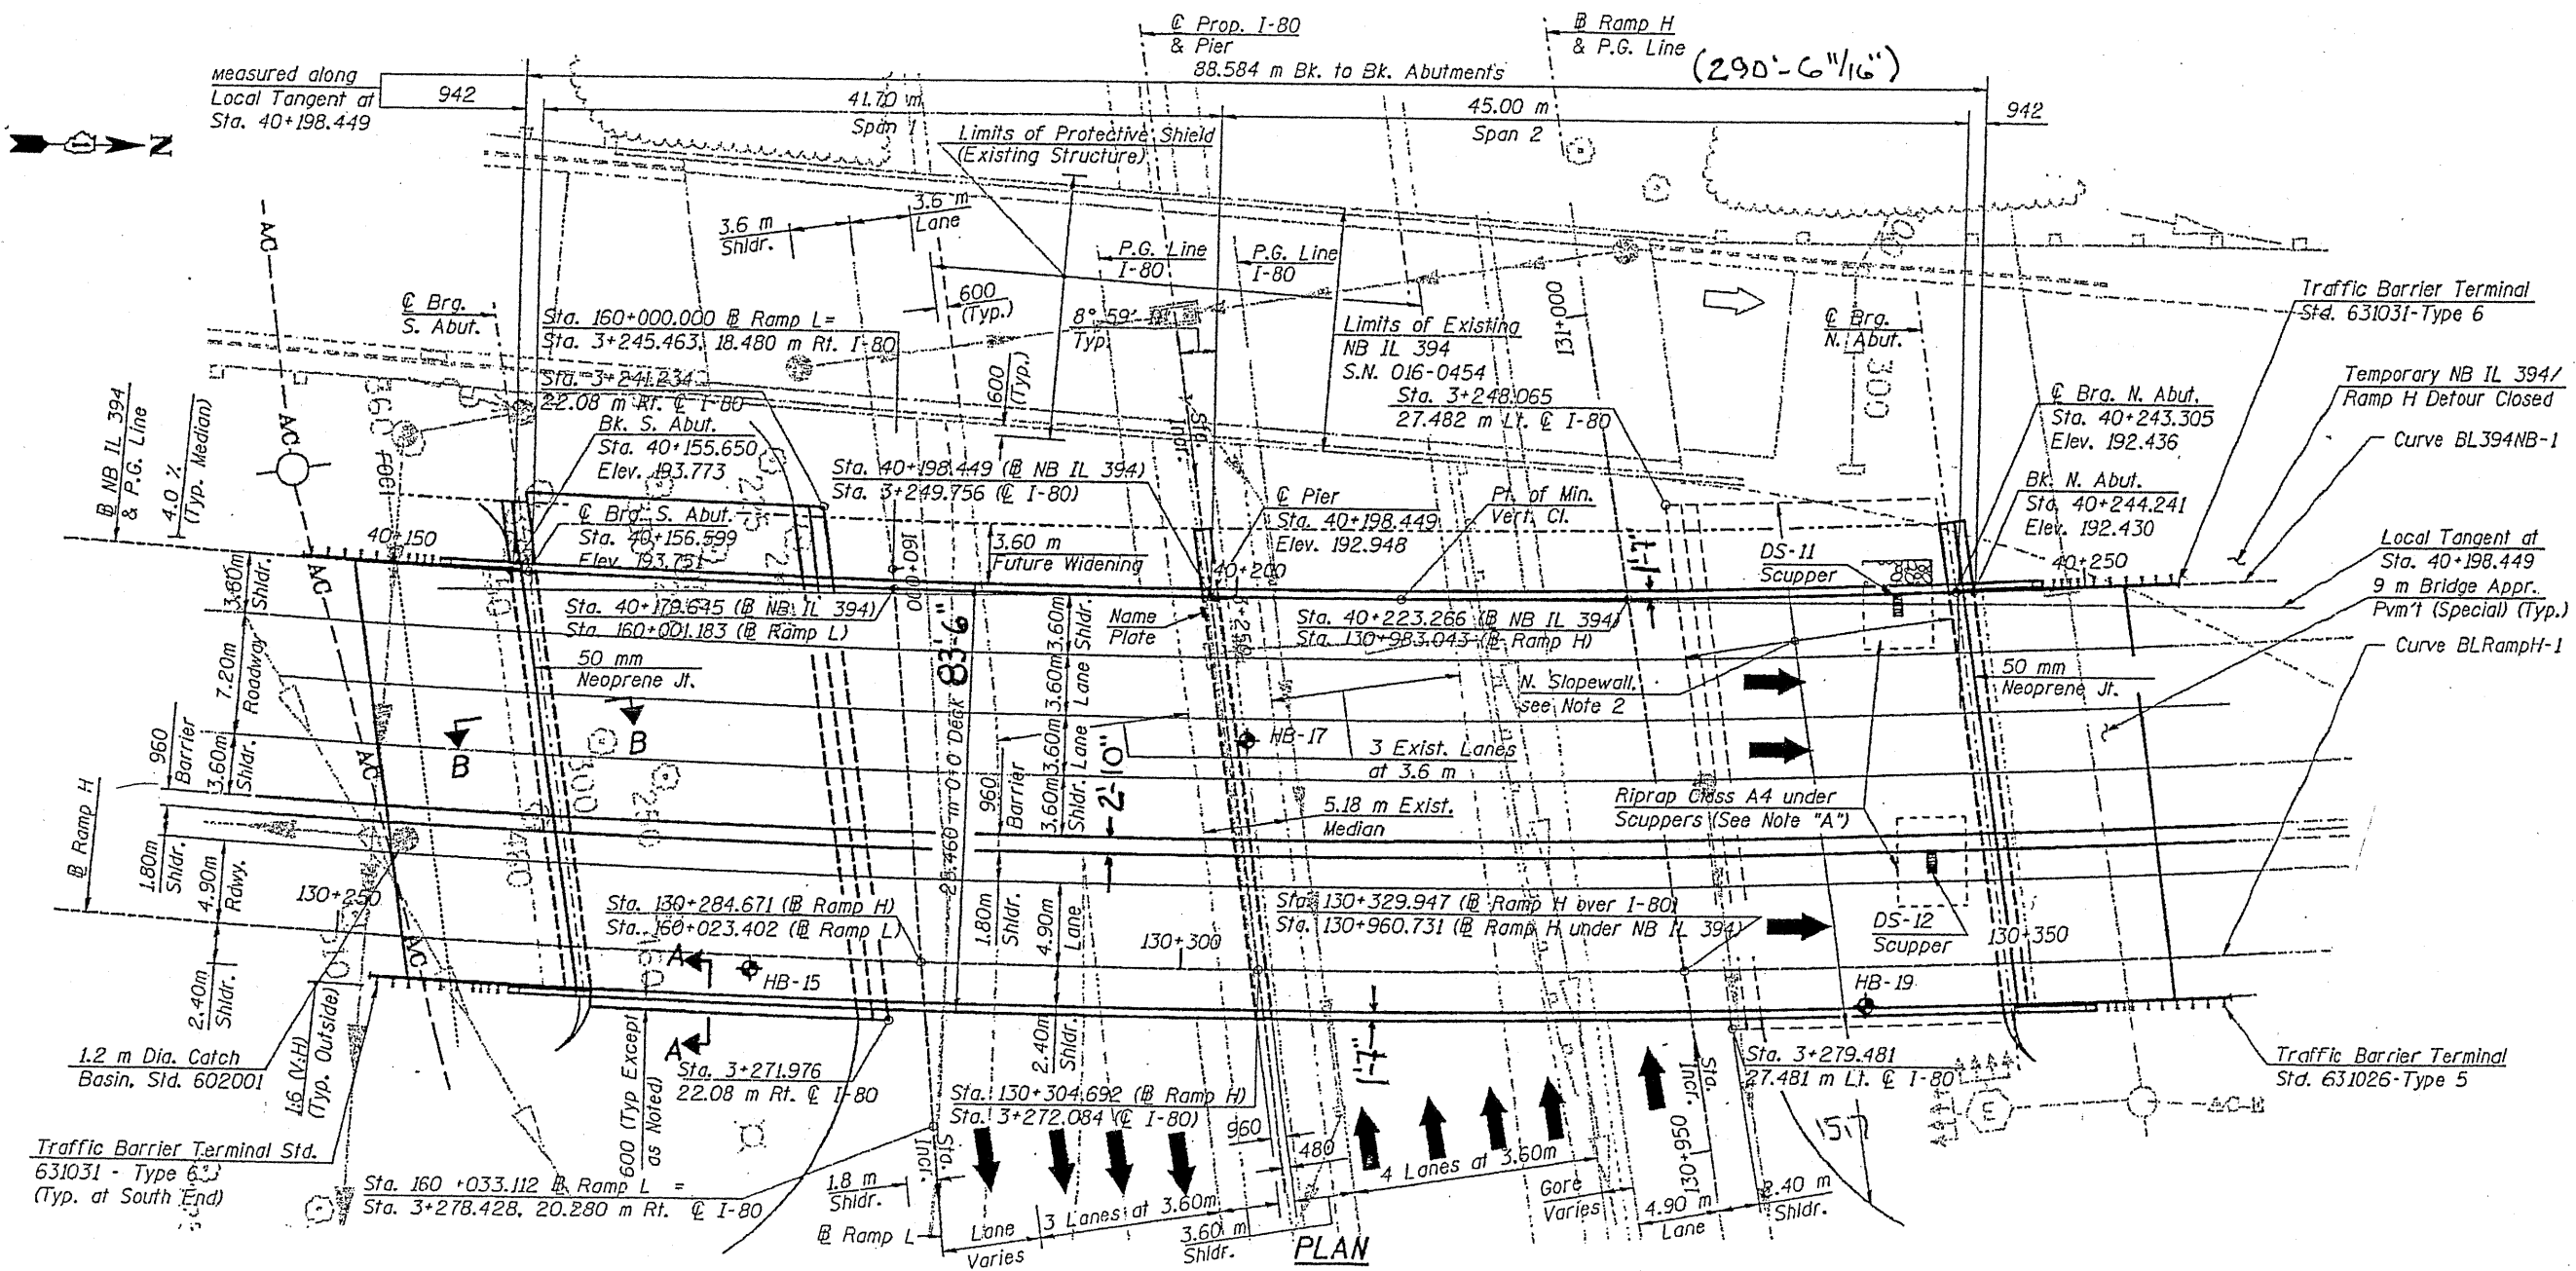 ℄ Prop. I-80
& Pier
℔ Ramp H
& P.G. Line
(290'-6"/16")
88.584 m Bk. to Bk. Abutments
Measured along
Local Tangent at
Sta. 40+198.449
942
41.70 m
Span 1
45.00 m
Span 2
942
N
Limits of Protective Shield
(Existing Structure)
3.6 m
Shldr.
3.6 m
Lane
P.G. Line
I-80
P.G. Line
I-80
600
(Typ.)
8° 59'
Typ.
600
(Typ.)
℄ Brg.
S. Abut.
Sta. 160+000.000 ℔ Ramp L=
Sta. 3+245.463, 18.480 m Rt. I-80
Sta. 3+241.234
22.08 m Rt. ℄ I-80
Bk. S. Abut.
Sta. 40+155.650
Elev. 193.773
℄ Brg. S. Abut.
Sta. 40+156.599
Elev. 193.751
Limits of Existing
NB IL 394
S.N. 016-0454
Sta. 3+248.065
27.482 m Lt. ℄ I-80
131+000
℄ Brg.
N. Abut.
300
Traffic Barrier Terminal
Std. 631031-Type 6
Temporary NB IL 394/
Ramp H Detour Closed
Curve BL394NB-1
℄ Brg. N. Abut.
Sta. 40+243.305
Elev. 192.436
Bk. N. Abut.
Sta. 40+244.241
Elev. 192.430
Local Tangent at
Sta. 40+198.449
9 m Bridge Appr.
Pvm't (Special) (Typ.)
Curve BLRampH-1
AC
AC
AC
AC
AC
℔ NB IL 394
& P.G. Line
4.0 %
(Typ. Median)
40+150
Sta. 40+198.449 (℔ NB IL 394)
Sta. 3+249.756 (℄ I-80)
Sta.
Incr.
℄ Pier
Sta. 40+198.449
Elev. 192.948
Pt. of Min.
Vert. Cl.
3.60 m
Future Widening
160+000
40+200
1'-7"
DS-11
Scupper
40+250
Sta. 40+179.645 (℔ NB IL 394)
Sta. 160+001.183 (℔ Ramp L)
Name
Plate
Sta. 40+223.266 (℔ NB IL 394)
Sta. 130+983.043 (℔ Ramp H)
3.60m
Shldr.
7.20m
Roadway
960
Barrier
3.60m
Shldr.
50 mm
Neoprene Jt.
83'6"
25.460 m O-to-O Deck
3.60m 3.60m 3.60m 3.60m
Shldr. Lane Lane Shldr.
960
Barrier
2'-10"
N. Slopewall,
see Note 2
50 mm
Neoprene Jt.
B
B
HB-17
3 Exist. Lanes
at 3.6 m
5.18 m Exist.
Median
Riprap Class A4 under
Scuppers (See Note "A")
℔ Ramp H
1.80m
Shldr.
4.90m
Rdwy.
2.40m
Shldr.
130+250
Sta. 130+284.671 (℔ Ramp H)
Sta. 160+023.402 (℔ Ramp L)
1.80m
Shldr.
4.90m
Lane
2.40m
Shldr.
130+300
Sta. 130+329.947 (℔ Ramp H over I-80)
Sta. 130+960.731 (℔ Ramp H under NB IL 394)
DS-12
Scupper
130+350
A
A
HB-15
HB-19
1.2 m Dia. Catch
Basin, Std. 602001
1:6 (V:H)
(Typ. Outside)
600 (Typ Except
as Noted)
Sta. 3+271.976
22.08 m Rt. ℄ I-80
Sta. 130+304.692 (℔ Ramp H)
Sta. 3+272.084 (℄ I-80)
1'-7"
Sta. 3+279.481
27.481 m Lt. ℄ I-80
Traffic Barrier Terminal
Std. 631026-Type 5
Traffic Barrier Terminal Std.
631031 - Type 6
(Typ. at South End)
Sta. 160+033.112 ℔ Ramp L =
Sta. 3+278.428, 20.280 m Rt. ℄ I-80
Sta.
Incr.
1.8 m
Shldr.
℔ Ramp L
Lane
Varies
3 Lanes at 3.60m
960
480
3.60 m
Shldr.
4 Lanes at 3.60m
Gore
Varies
4.90 m
Lane
130+950
Sta.
Incr.
2.40 m
Shldr.
AC-E
PLAN